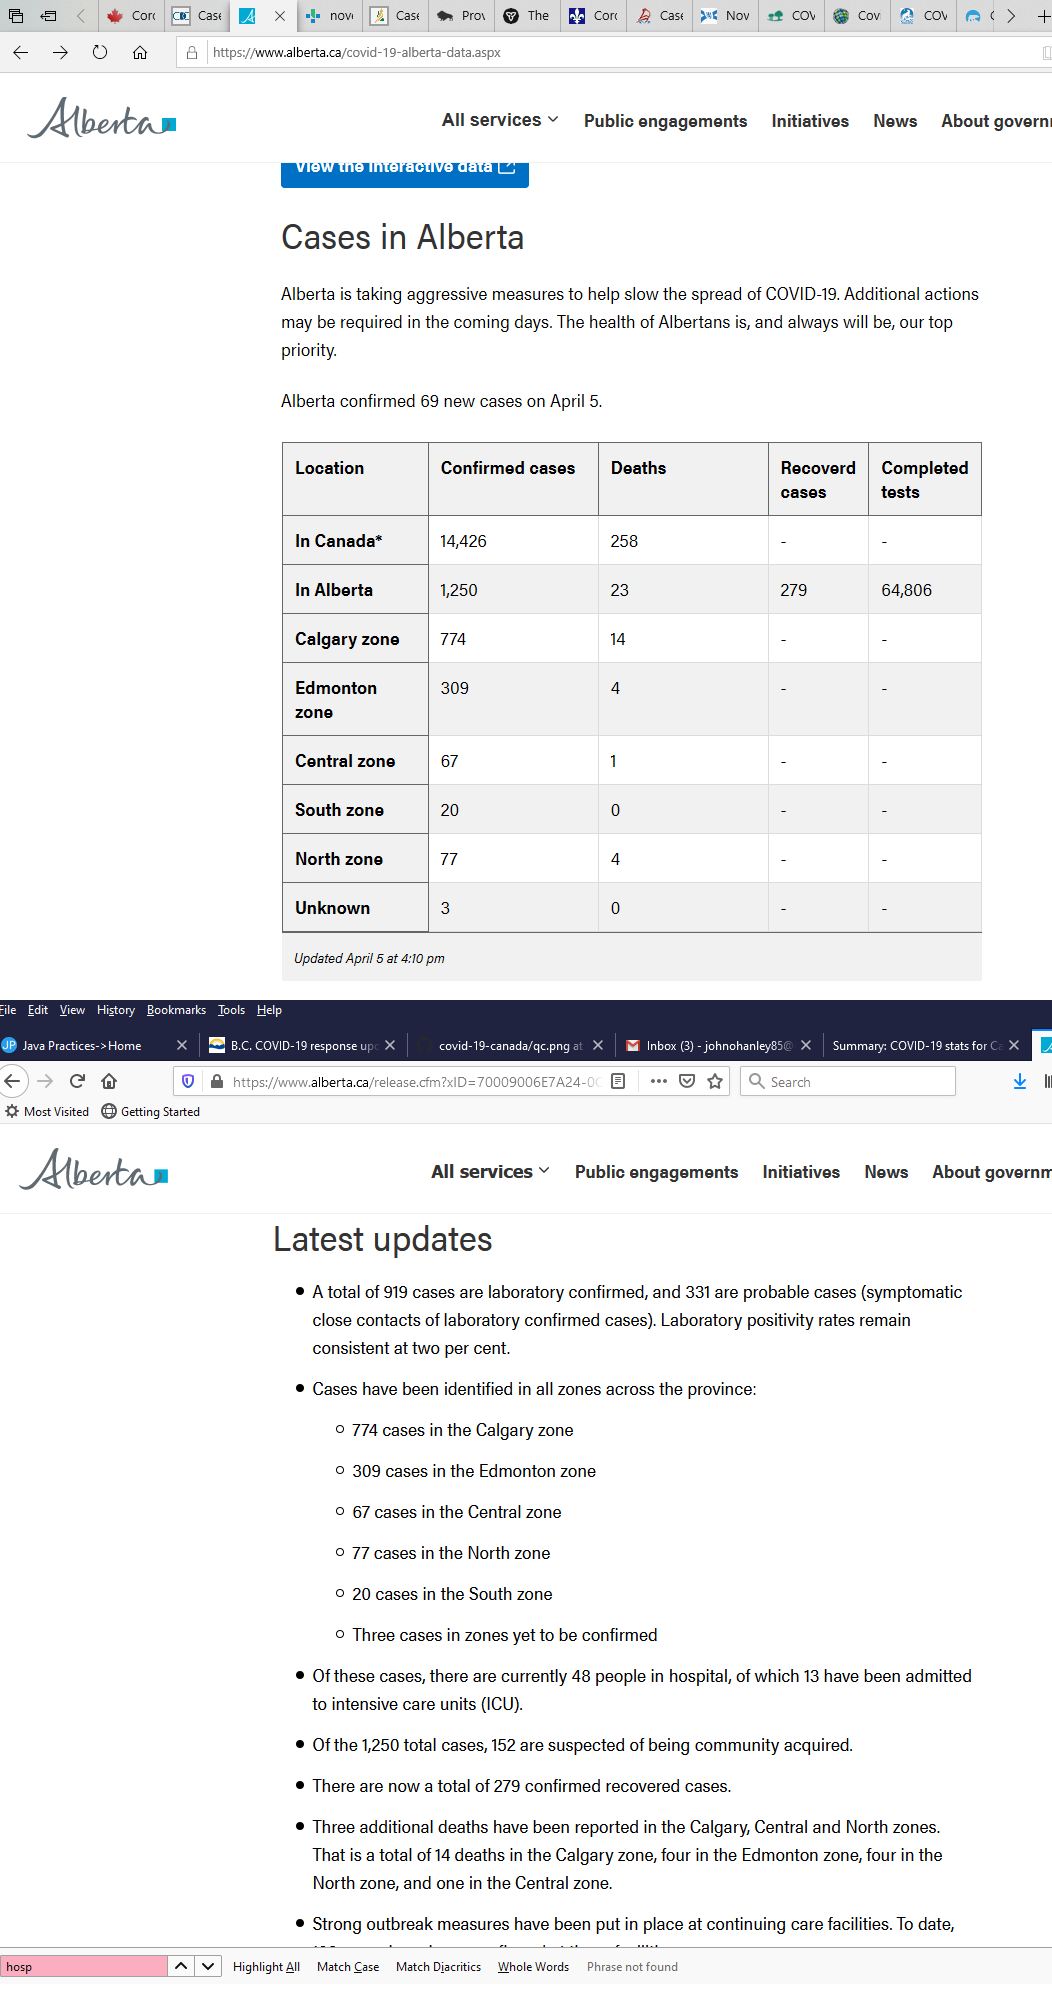 Coro Case nove Case Prov The Coro Case Nov COV Cov COV
https://www.alberta.ca/covid-19-alberta-data.aspx
Alberta
All services Public engagements Initiatives News About governm
View the interactive data
Cases in Alberta
Alberta is taking aggressive measures to help slow the spread of COVID-19. Additional actions
may be required in the coming days. The health of Albertans is, and always will be, our top
priority.
Alberta confirmed 69 new cases on April 5.
Location Confirmed cases Deaths Recoverd cases Completed tests
In Canada* 14,426 258 - -
In Alberta 1,250 23 279 64,806
Calgary zone 774 14 - -
Edmonton zone 309 4 - -
Central zone 67 1 - -
South zone 20 0 - -
North zone 77 4 - -
Unknown 3 0 - -
Updated April 5 at 4:10 pm
File Edit View History Bookmarks Tools Help
JP Java Practices->Home B.C. COVID-19 response upd covid-19-canada/qc.png at Inbox (3) - johnohanley85@ Summary: COVID-19 stats for Ca
https://www.alberta.ca/release.cfm?xID=70009006E7A24-0C Search
Most Visited Getting Started
Alberta
All services Public engagements Initiatives News About governm
Latest updates
• A total of 919 cases are laboratory confirmed, and 331 are probable cases (symptomatic
close contacts of laboratory confirmed cases). Laboratory positivity rates remain
consistent at two per cent.
• Cases have been identified in all zones across the province:
○ 774 cases in the Calgary zone
○ 309 cases in the Edmonton zone
○ 67 cases in the Central zone
○ 77 cases in the North zone
○ 20 cases in the South zone
○ Three cases in zones yet to be confirmed
• Of these cases, there are currently 48 people in hospital, of which 13 have been admitted
to intensive care units (ICU).
• Of the 1,250 total cases, 152 are suspected of being community acquired.
• There are now a total of 279 confirmed recovered cases.
• Three additional deaths have been reported in the Calgary, Central and North zones.
That is a total of 14 deaths in the Calgary zone, four in the Edmonton zone, four in the
North zone, and one in the Central zone.
• Strong outbreak measures have been put in place at continuing care facilities. To date,
hosp Highlight All Match Case Match Diacritics Whole Words Phrase not found